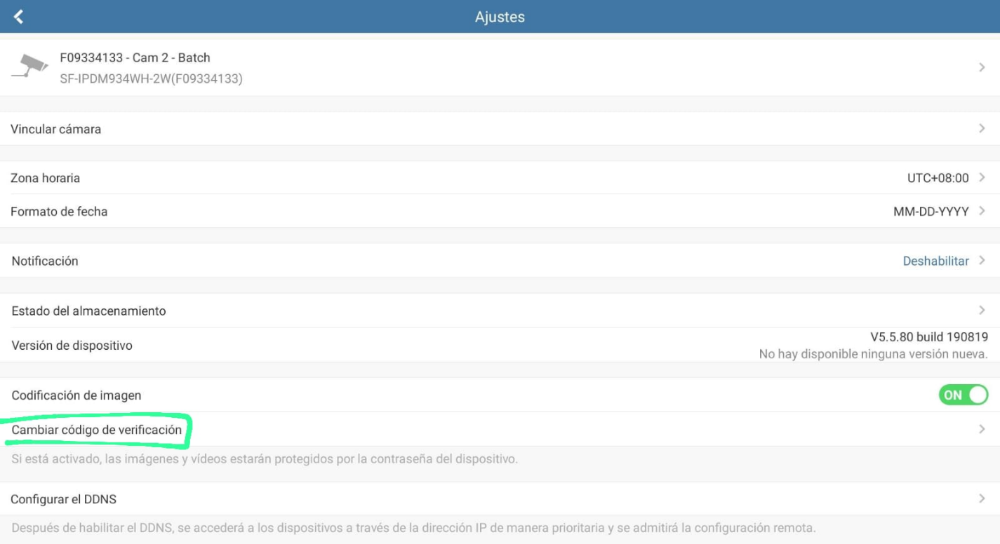 Ajustes
F09334133 - Cam 2 - Batch
SF-IPDM934WH-2W(F09334133)
Vincular cámara
Zona horaria UTC+08:00
Formato de fecha MM-DD-YYYY
Notificación Deshabilitar
Estado del almacenamiento
Versión de dispositivo V5.5.80 build 190819
No hay disponible ninguna versión nueva.
Codificación de imagen ON
Cambiar código de verificación
Si está activado, las imágenes y vídeos estarán protegidos por la contraseña del dispositivo.
Configurar el DDNS
Después de habilitar el DDNS, se accederá a los dispositivos a través de la dirección IP de manera prioritaria y se admitirá la configuración remota.